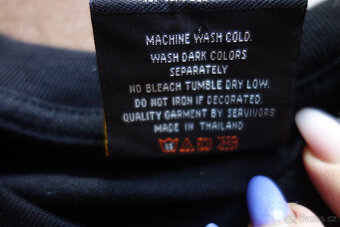 MACHINE WASH COLD.
WASH DARK COLORS
SEPARATELY
NO BLEACH TUMBLE DRY LOW.
DO NOT IRON IF DECORATED.
QUALITY GARMENT BY SERVIVORS
MADE IN THAILAND